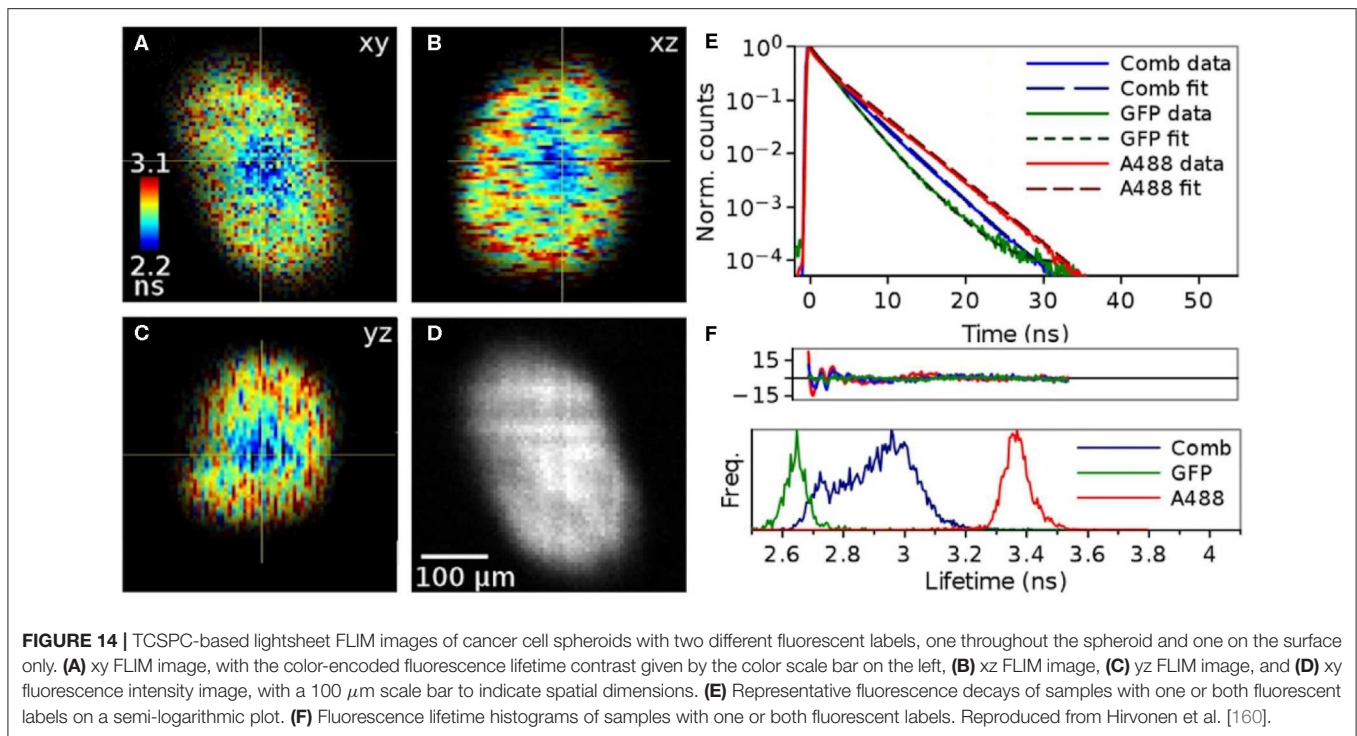 A
xy
3.1
2.2
ns
B
xz
C
yz
D
100 μm
E
10⁰
10⁻¹
10⁻²
10⁻³
10⁻⁴
Norm. counts
Comb data
Comb fit
GFP data
GFP fit
A488 data
A488 fit
0 10 20 30 40 50
Time (ns)
F
15
−15
Freq.
Comb
GFP
A488
2.6 2.8 3 3.2 3.4 3.6 3.8 4
Lifetime (ns)
FIGURE 14 | TCSPC-based lightsheet FLIM images of cancer cell spheroids with two different fluorescent labels, one throughout the spheroid and one on the surface
only. (A) xy FLIM image, with the color-encoded fluorescence lifetime contrast given by the color scale bar on the left, (B) xz FLIM image, (C) yz FLIM image, and (D) xy
fluorescence intensity image, with a 100 μm scale bar to indicate spatial dimensions. (E) Representative fluorescence decays of samples with one or both fluorescent
labels on a semi-logarithmic plot. (F) Fluorescence lifetime histograms of samples with one or both fluorescent labels. Reproduced from Hirvonen et al. [160].